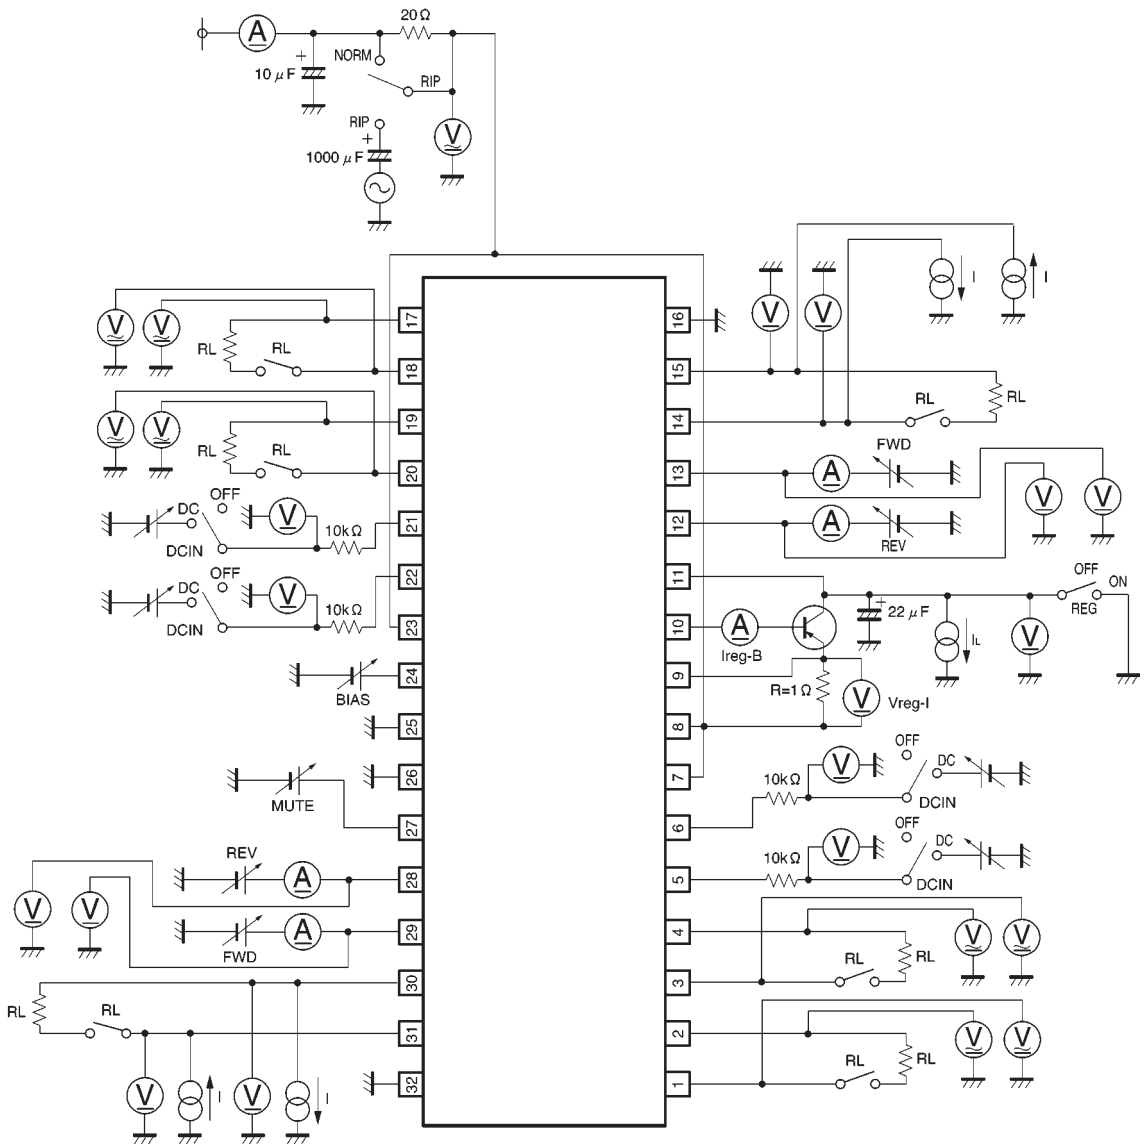 20Ω
A
NORM
+
10 μF
RIP
RIP
+
1000 μF
V
V V
RL
RL
17
18
V V
RL
RL
19
20
OFF
DC
V
DCIN
10kΩ
21
OFF
DC
V
DCIN
10kΩ
22
23
BIAS
24
25
MUTE
26
27
REV
A
28
V V
FWD
A
29
RL
RL
30
31
V
I
V
I
32
16
V V
I
I
15
RL
RL
14
FWD
13
A
V V
12
A
REV
11
OFF
ON
REG
+
22 μF
10
A
Ireg-B
IL
V
9
R=1Ω
V
Vreg-I
8
7
OFF
V
DC
10kΩ
DCIN
6
OFF
V
DC
10kΩ
DCIN
5
4
V V
RL
RL
3
2
V V
RL
RL
1